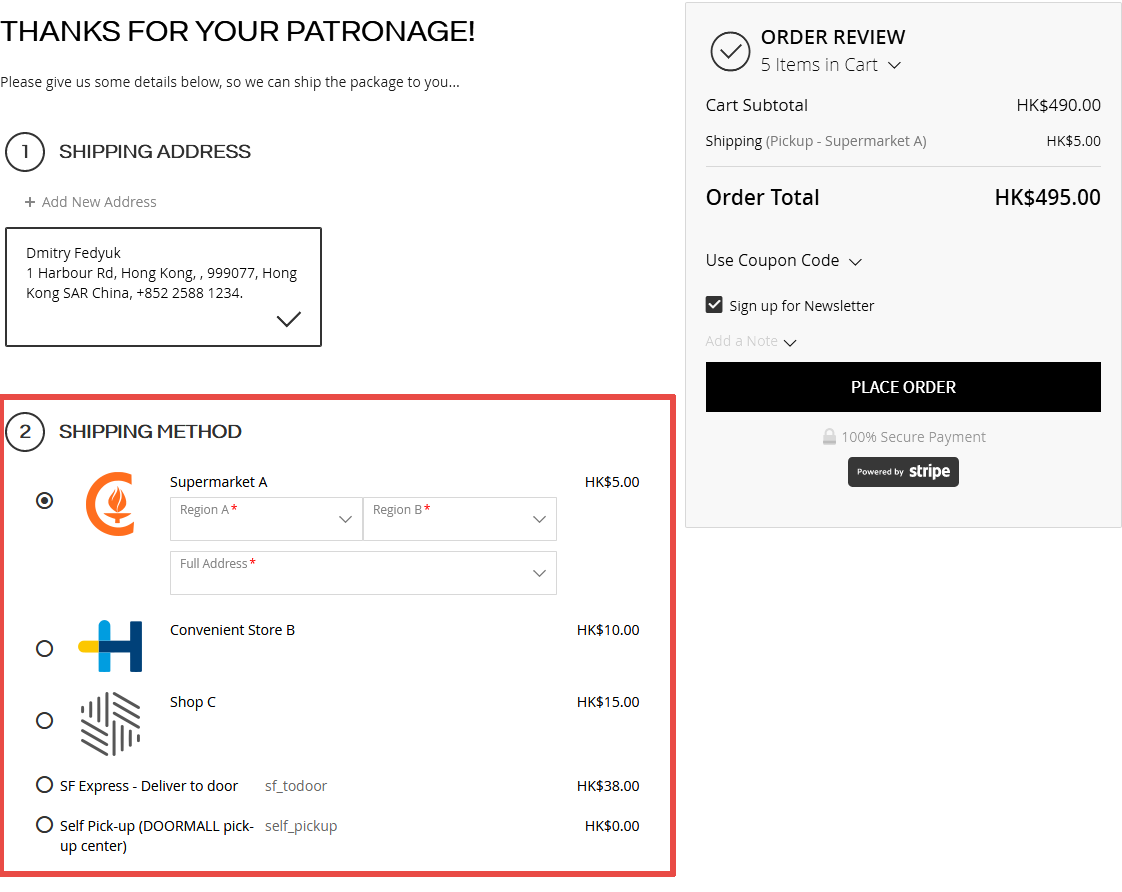 THANKS FOR YOUR PATRONAGE!
Please give us some details below, so we can ship the package to you...
1 SHIPPING ADDRESS
+ Add New Address
Dmitry Fedyuk
1 Harbour Rd, Hong Kong, , 999077, Hong
Kong SAR China, +852 2588 1234.
2 SHIPPING METHOD
Supermarket A HK$5.00
Region A* Region B*
Full Address*
Convenient Store B HK$10.00
Shop C HK$15.00
SF Express - Deliver to door sf_todoor HK$38.00
Self Pick-up (DOORMALL pick- self_pickup HK$0.00
up center)
ORDER REVIEW
5 Items in Cart
Cart Subtotal HK$490.00
Shipping (Pickup - Supermarket A) HK$5.00
Order Total HK$495.00
Use Coupon Code
Sign up for Newsletter
Add a Note
PLACE ORDER
100% Secure Payment
Powered by stripe